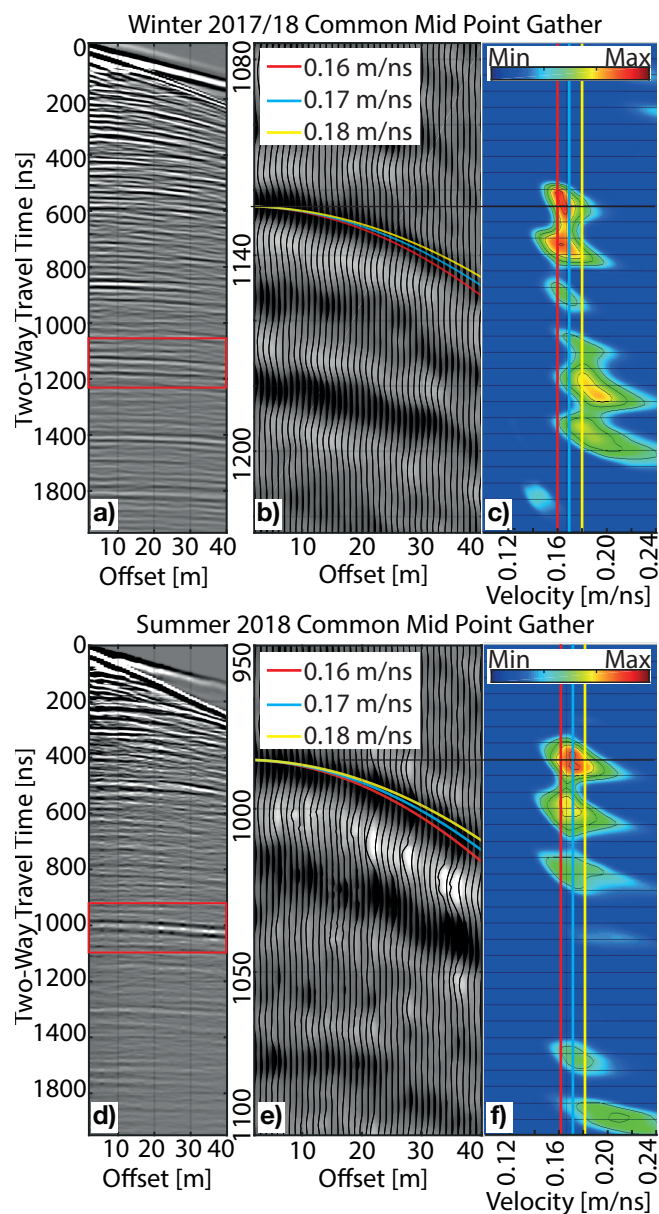 Winter 2017/18 Common Mid Point Gather
Two-Way Travel Time [ns]
0
200
400
600
800
1000
1200
1400
1600
1800
a)
10 20 30 40
Offset [m]
1080
1140
1200
0.16 m/ns
0.17 m/ns
0.18 m/ns
b)
10 20 30 40
Offset [m]
Min Max
c)
0.12 0.16 0.20 0.24
Velocity [m/ns]
Summer 2018 Common Mid Point Gather
Two-Way Travel Time [ns]
0
200
400
600
800
1000
1200
1400
1600
1800
d)
10 20 30 40
Offset [m]
950
1000
1050
1100
0.16 m/ns
0.17 m/ns
0.18 m/ns
e)
10 20 30 40
Offset [m]
Min Max
f)
0.12 0.16 0.20 0.24
Velocity [m/ns]